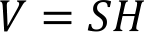 V = SH